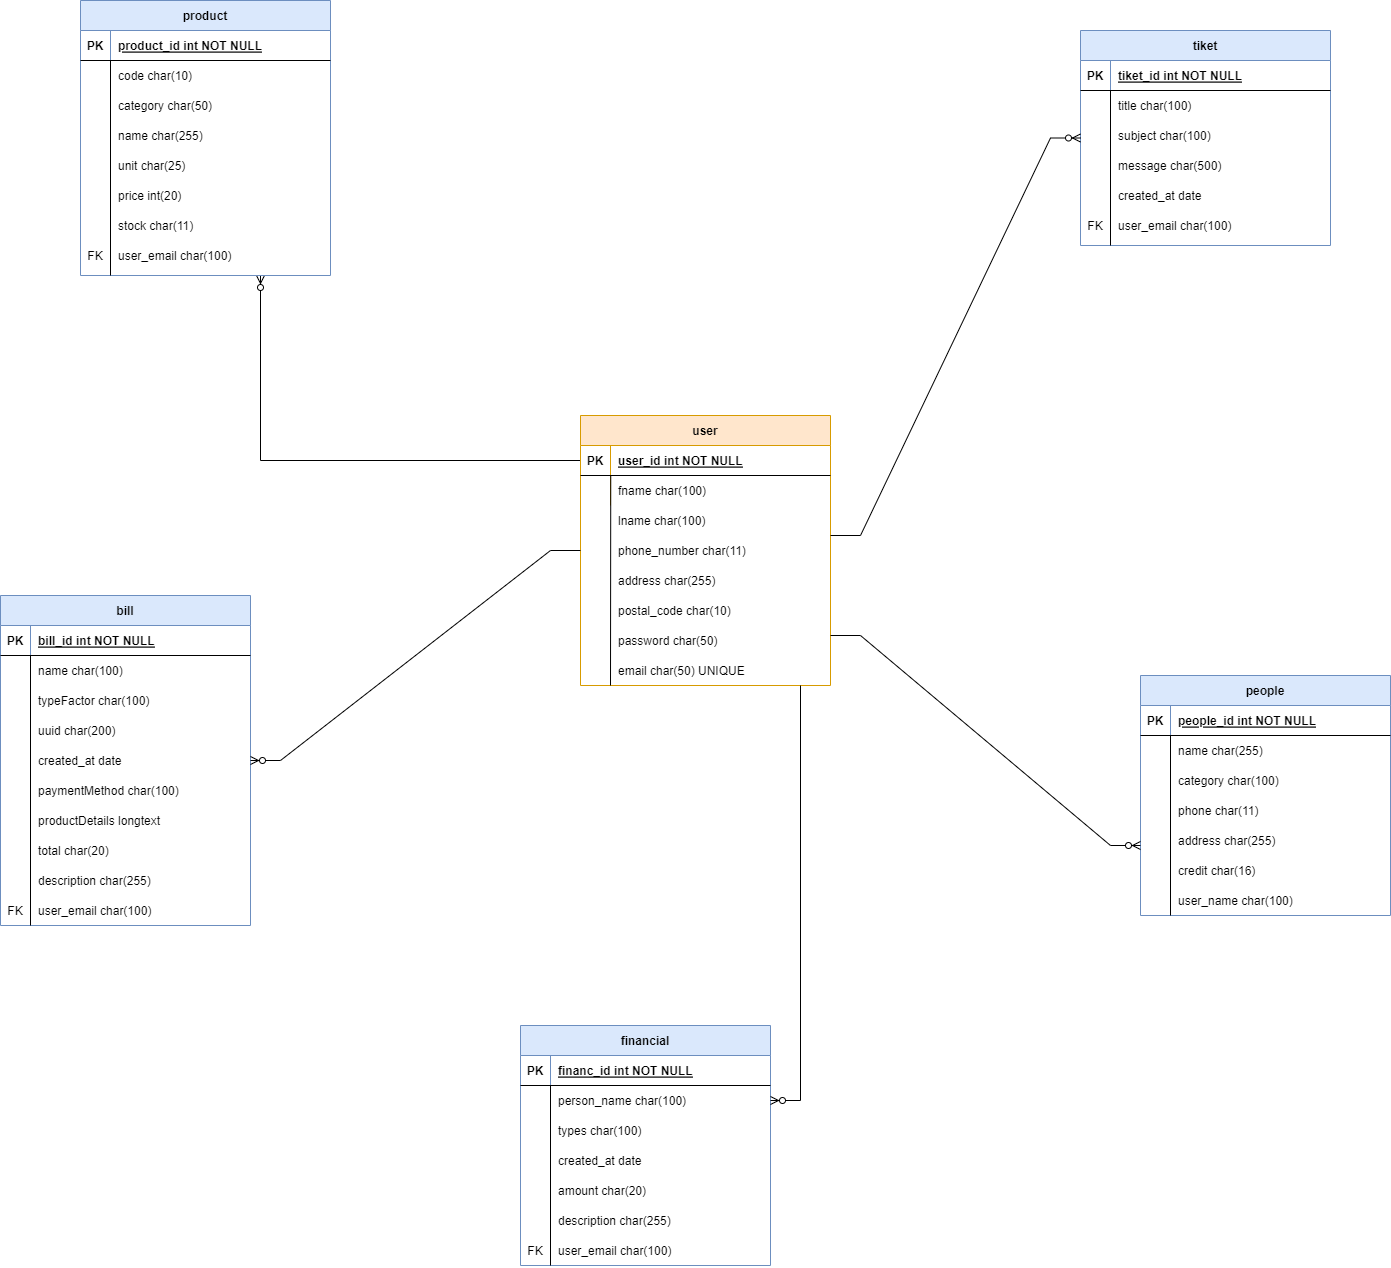 product
PK product_id int NOT NULL
code char(10)
category char(50)
name char(255)
unit char(25)
price int(20)
stock char(11)
FK user_email char(100)
tiket
PK tiket_id int NOT NULL
title char(100)
subject char(100)
message char(500)
created_at date
FK user_email char(100)
user
PK user_id int NOT NULL
fname char(100)
lname char(100)
phone_number char(11)
address char(255)
postal_code char(10)
password char(50)
email char(50) UNIQUE
bill
PK bill_id int NOT NULL
name char(100)
typeFactor char(100)
uuid char(200)
created_at date
paymentMethod char(100)
productDetails longtext
total char(20)
description char(255)
FK user_email char(100)
people
PK people_id int NOT NULL
name char(255)
category char(100)
phone char(11)
address char(255)
credit char(16)
user_name char(100)
financial
PK financ_id int NOT NULL
person_name char(100)
types char(100)
created_at date
amount char(20)
description char(255)
FK user_email char(100)